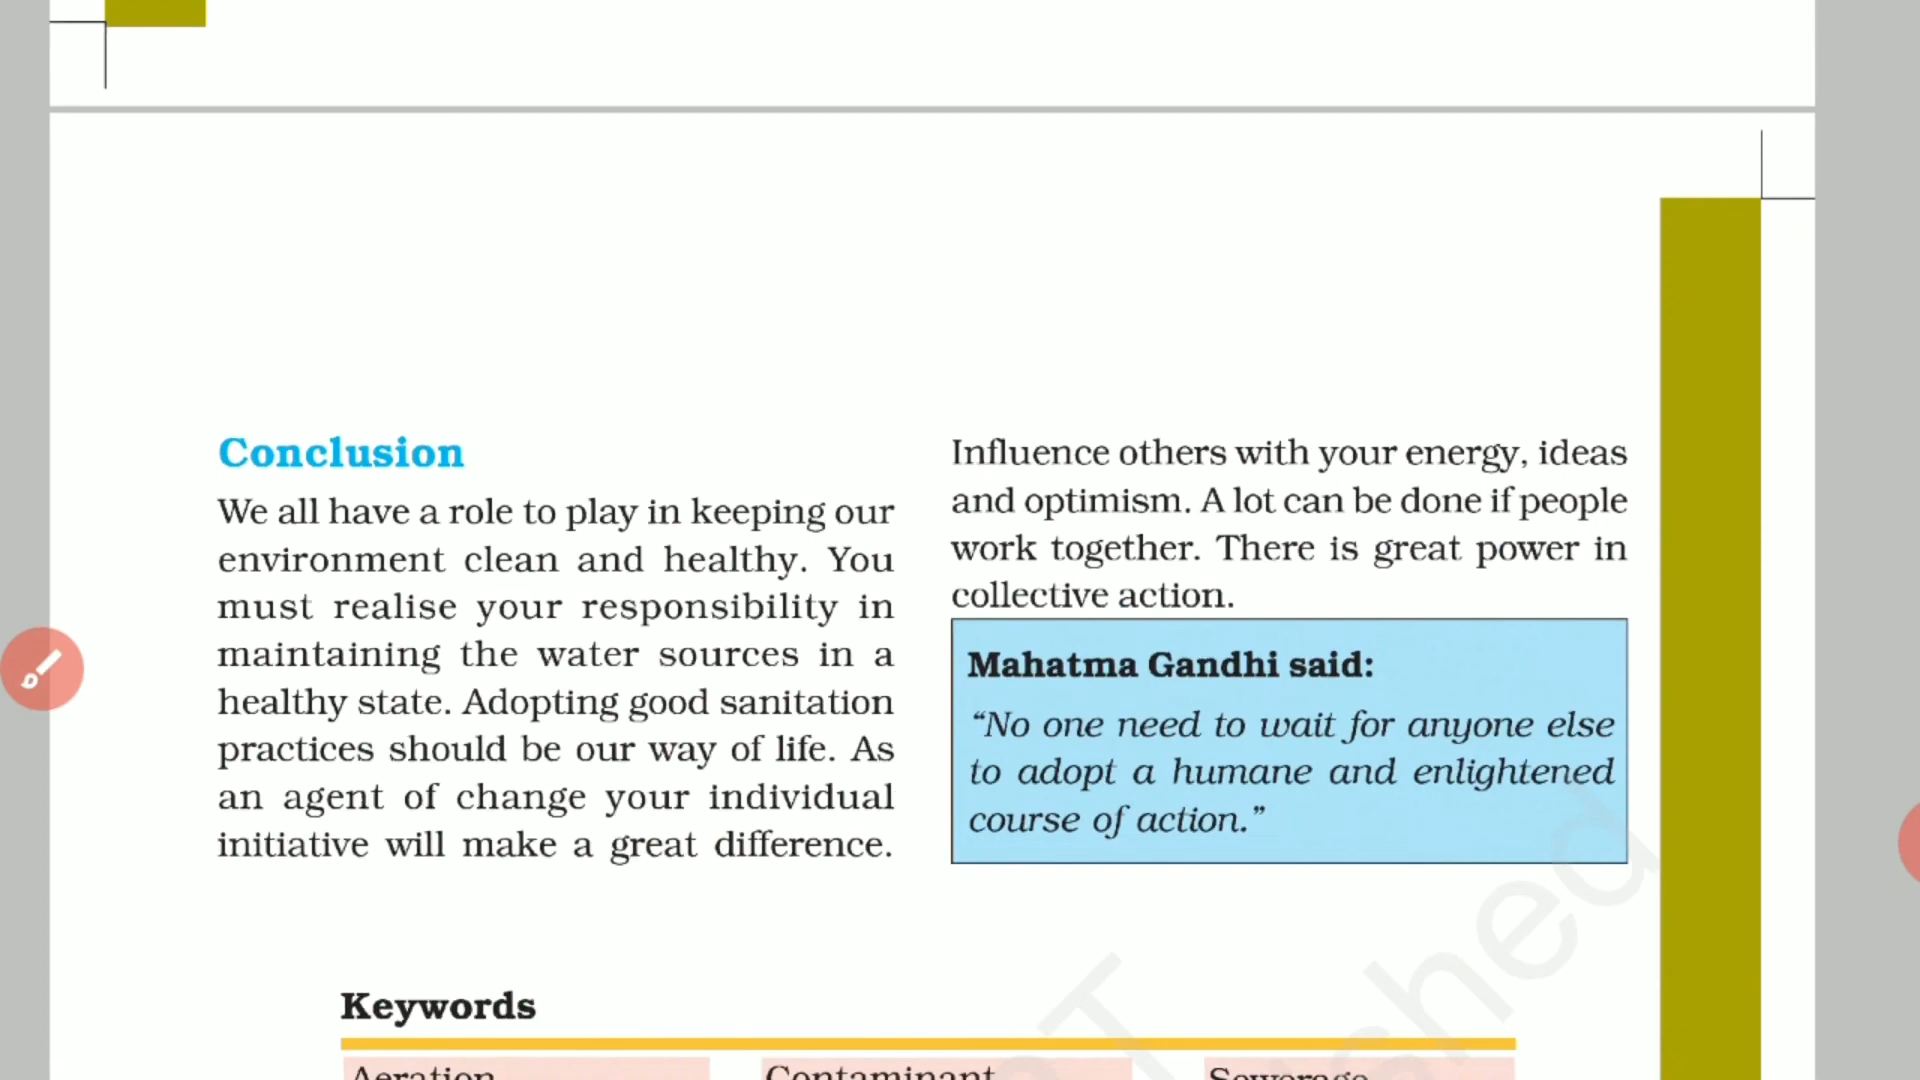 Conclusion
We all have a role to play in keeping our
environment clean and healthy. You
must realise your responsibility in
maintaining the water sources in a
healthy state. Adopting good sanitation
practices should be our way of life. As
an agent of change your individual
initiative will make a great difference.
Influence others with your energy, ideas
and optimism. A lot can be done if people
work together. There is great power in
collective action.
Mahatma Gandhi said:
“No one need to wait for anyone else
to adopt a humane and enlightened
course of action.”
Keywords
Aeration
Contaminant
Sewerage